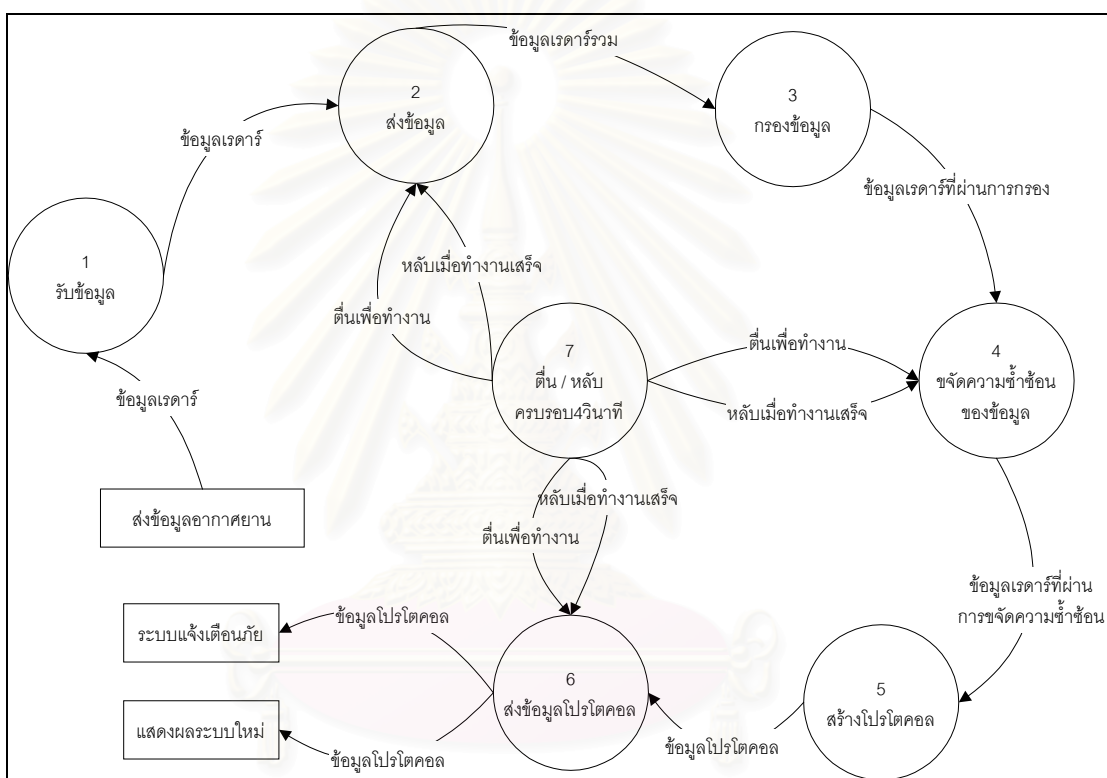 ข้อมูลเรดาร์รวม
2
ส่งข้อมูล
3
กรองข้อมูล
ข้อมูลเรดาร์
ข้อมูลเรดาร์ที่ผ่านการกรอง
1
รับข้อมูล
หลับเมื่อทำงานเสร็จ
ตื่นเพื่อทำงาน
7
ตื่น / หลับ
ครบรอบ4วินาที
ตื่นเพื่อทำงาน
หลับเมื่อทำงานเสร็จ
4
ขจัดความซ้ำซ้อน
ของข้อมูล
ข้อมูลเรดาร์
ส่งข้อมูลอากาศยาน
หลับเมื่อทำงานเสร็จ
ตื่นเพื่อทำงาน
ข้อมูลเรดาร์ที่ผ่าน
การขจัดความซ้ำซ้อน
ระบบแจ้งเตือนภัย
ข้อมูลโปรโตคอล
6
ส่งข้อมูลโปรโตคอล
5
สร้างโปรโตคอล
แสดงผลระบบใหม่
ข้อมูลโปรโตคอล
ข้อมูลโปรโตคอล